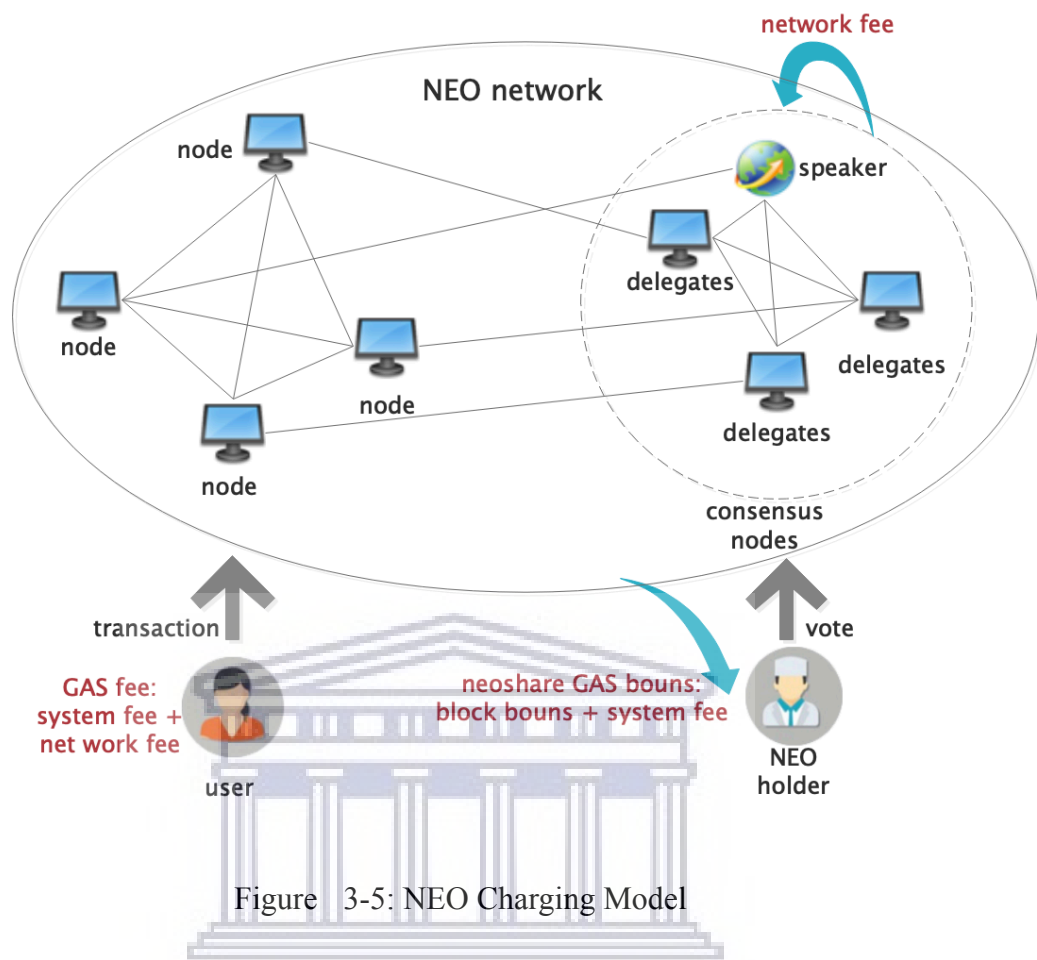 network fee
NEO network
node
speaker
delegates
node
delegates
node
delegates
node
consensus
nodes
transaction
vote
GAS fee:
system fee +
net work fee
user
neoshare GAS bouns:
block bouns + system fee
NEO
holder
Figure 3-5: NEO Charging Model